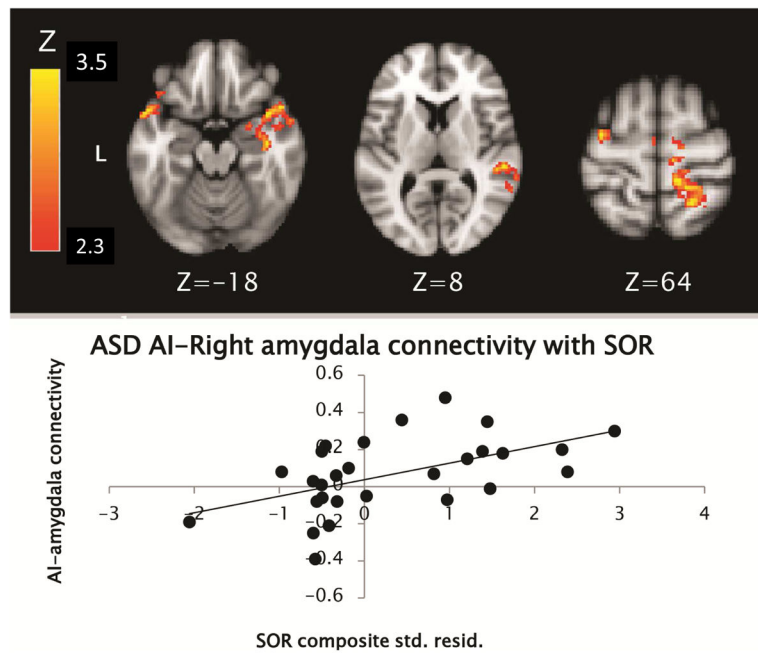 Z
3.5
L
2.3
Z=-18
Z=8
Z=64
ASD AI-Right amygdala connectivity with SOR
AI-amygdala connectivity
0.6
0.4
0.2
0
-0.2
-0.4
-0.6
-3
-2
-1
0
1
2
3
4
SOR composite std. resid.